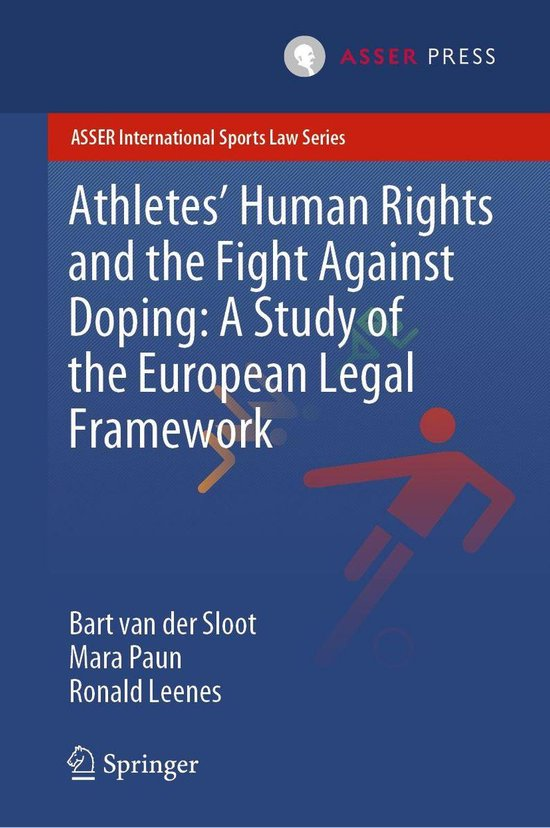 ASSER PRESS
ASSER International Sports Law Series
Athletes’ Human Rights
and the Fight Against
Doping: A Study of
the European Legal
Framework
Bart van der Sloot
Mara Paun
Ronald Leenes
Springer